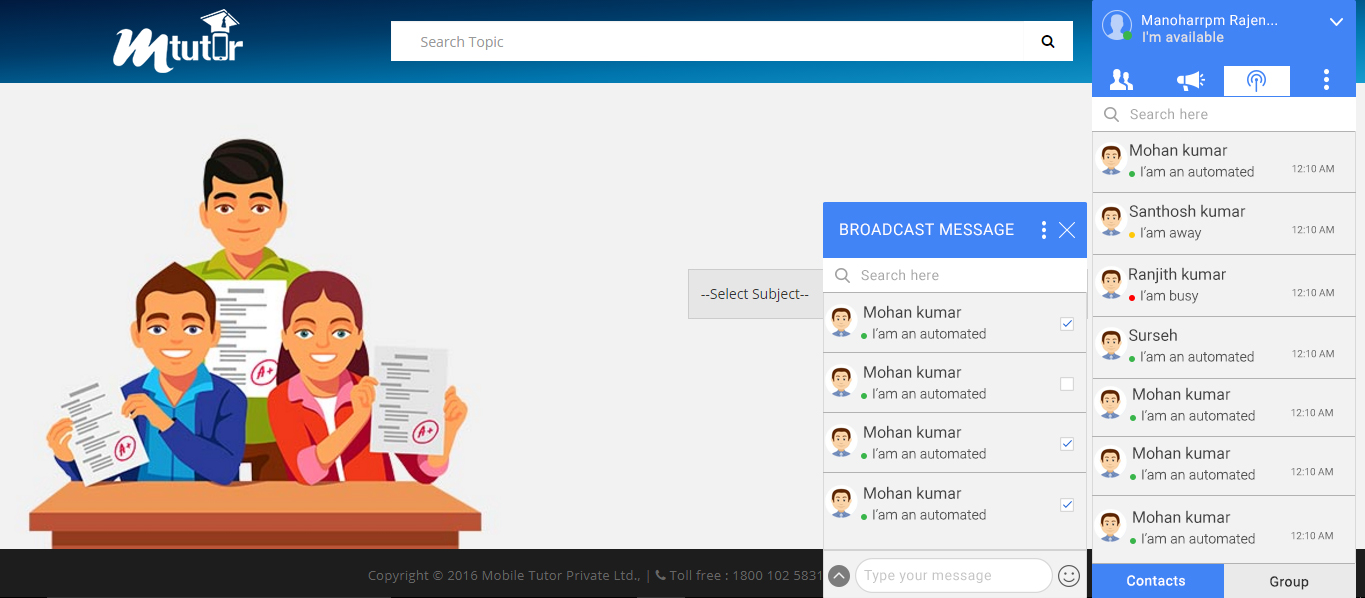 Mtutor
Search Topic
Manoharrpm Rajen...
I'm available
Search here
Mohan kumar
I'am an automated
12:10 AM
Santhosh kumar
I'am away
12:10 AM
Ranjith kumar
I'am busy
12:10 AM
Surseh
I'am an automated
12:10 AM
Mohan kumar
I'am an automated
12:10 AM
Mohan kumar
I'am an automated
12:10 AM
Mohan kumar
I'am an automated
12:10 AM
Contacts
Group
BROADCAST MESSAGE
Search here
Mohan kumar
I'am an automated
Mohan kumar
I'am an automated
Mohan kumar
I'am an automated
Mohan kumar
I'am an automated
Type your message
--Select Subject--
A+
A+
A+
Copyright © 2016 Mobile Tutor Private Ltd., | Toll free : 1800 102 5831